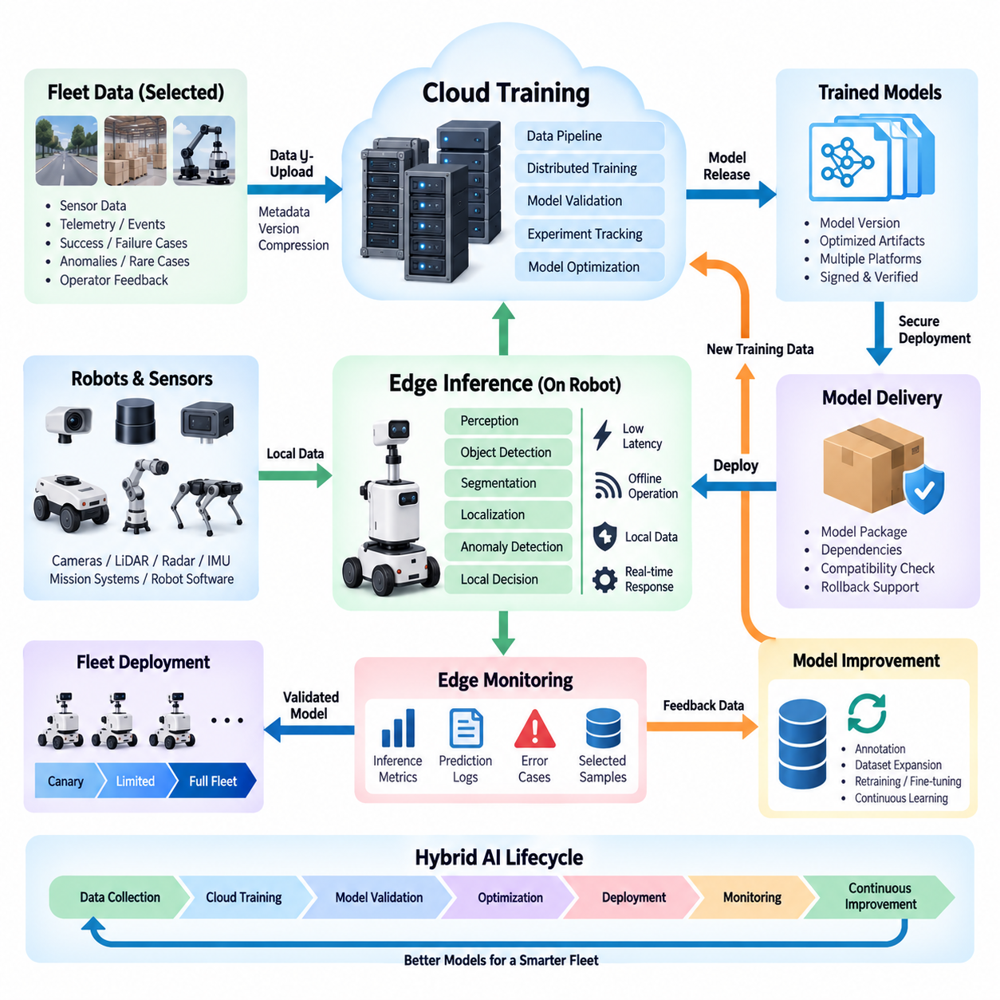 Cloud Training
Fleet Data (Selected)
• Sensor Data
• Telemetry / Events
• Success / Failure Cases
• Anomalies / Rare Cases
• Operator Feedback
Data U-
Upload
Metadata
Version
Compression
Data Pipeline
Distributed Training
Model Validation
Experiment Tracking
Model Optimization
Model
Release
Trained Models
• Model Version
• Optimized Artifacts
• Multiple Platforms
• Signed & Verified
Secure
Deployment
New Training Data
Robots & Sensors
Cameras / LiDAR / Radar / IMU
Mission Systems / Robot Software
Local Data
Edge Inference (On Robot)
Perception
Object Detection
Segmentation
Localization
Anomaly Detection
Local Decision
Low
Latency
Offline
Operation
Local Data
Real-time
Response
Deploy
Model Delivery
• Model Package
• Dependencies
• Compatibility Check
• Rollback Support
Fleet Deployment
Canary
Limited
Full Fleet
Validated
Model
Edge Monitoring
Inference
Metrics
Prediction
Logs
Error
Cases
Selected
Samples
Feedback Data
Model Improvement
• Annotation
• Dataset Expansion
• Retraining / Fine-tuning
• Continuous Learning
Hybrid AI Lifecycle
Data Collection
Cloud Training
Model Validation
Optimization
Deployment
Monitoring
Continuous
Improvement
Better Models for a Smarter Fleet